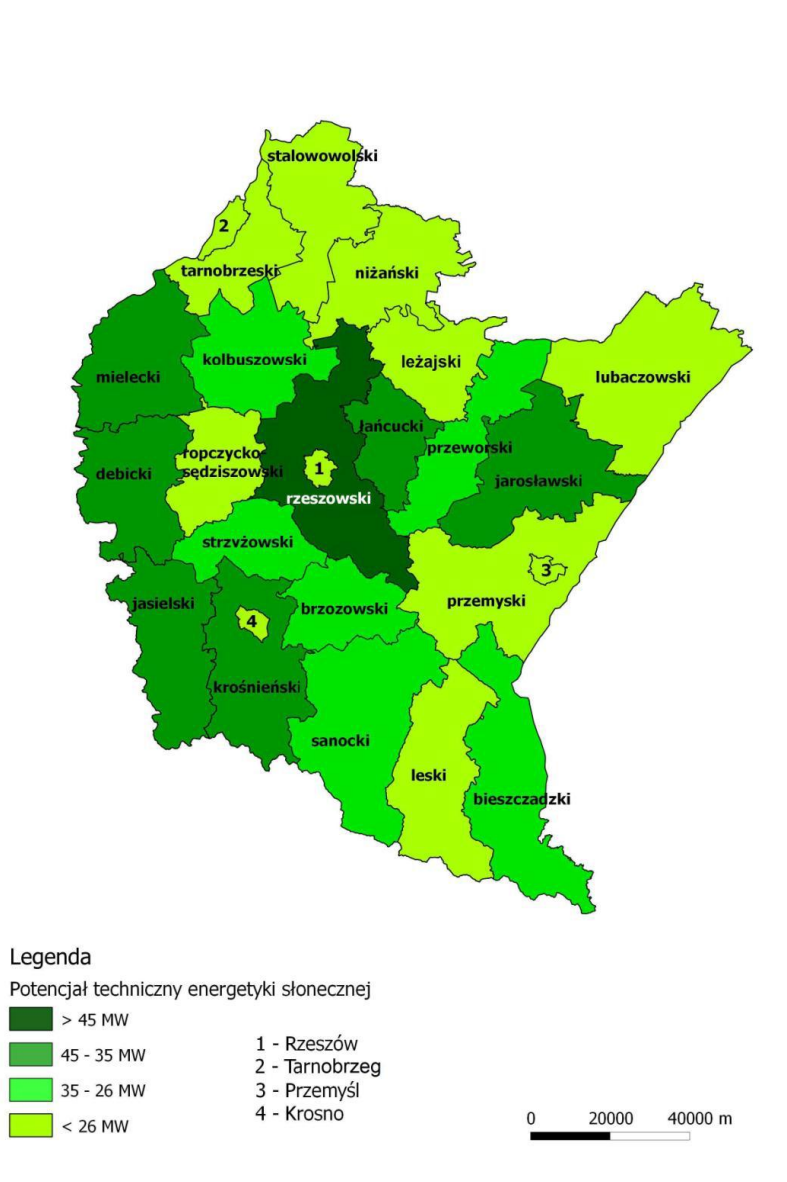 stalowowolski
2
tarnobrzeski
niżański
kolbuszowski
leżajski
lubaczowski
mielecki
łańcucki
przeworski
ropczycko-
sędziszowski
debicki
1
jarosławski
rzeszowski
strzyżowski
3
jasielski
brzozowski
przemyski
4
krośnieński
sanocki
leski
bieszczadzki
Legenda
Potencjał techniczny energetyki słonecznej
> 45 MW
45 - 35 MW
35 - 26 MW
< 26 MW
1 - Rzeszów
2 - Tarnobrzeg
3 - Przemyśl
4 - Krosno
0 20000 40000 m